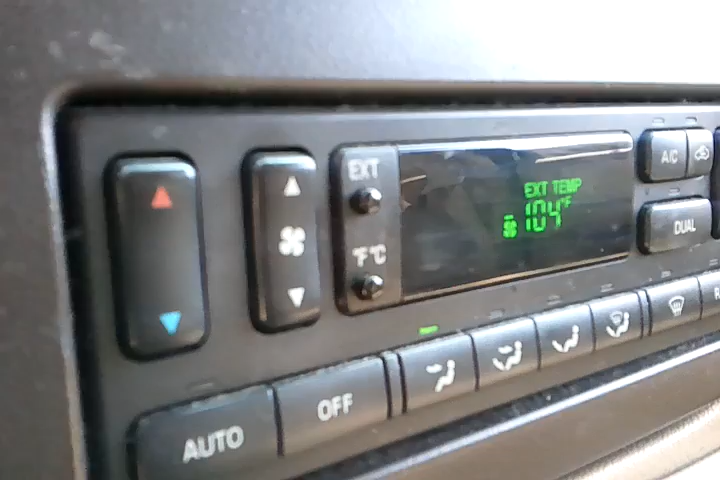 EXT
°F°C
EXT TEMP
104°F
A/C
DUAL
AUTO
OFF
R